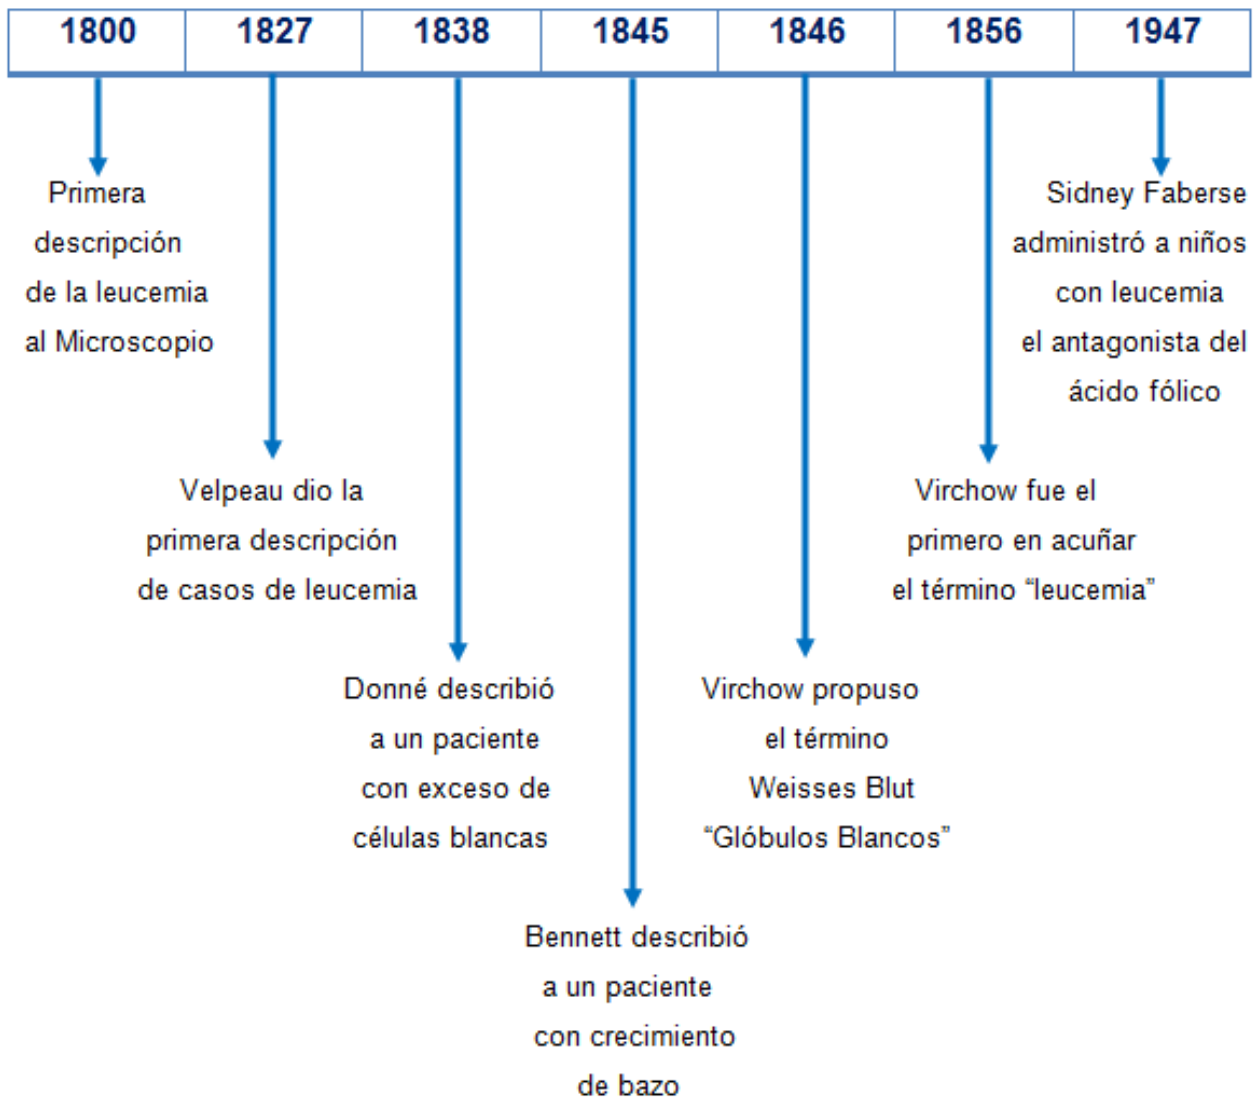 1800 1827 1838 1845 1846 1856 1947
Primera
descripción
de la leucemia
al Microscopio
Velpeau dio la
primera descripción
de casos de leucemia
Donné describió
a un paciente
con exceso de
células blancas
Bennett describió
a un paciente
con crecimiento
de bazo
Virchow propuso
el término
Weisses Blut
“Glóbulos Blancos”
Virchow fue el
primero en acuñar
el término “leucemia”
Sidney Faberse
administró a niños
con leucemia
el antagonista del
ácido fólico